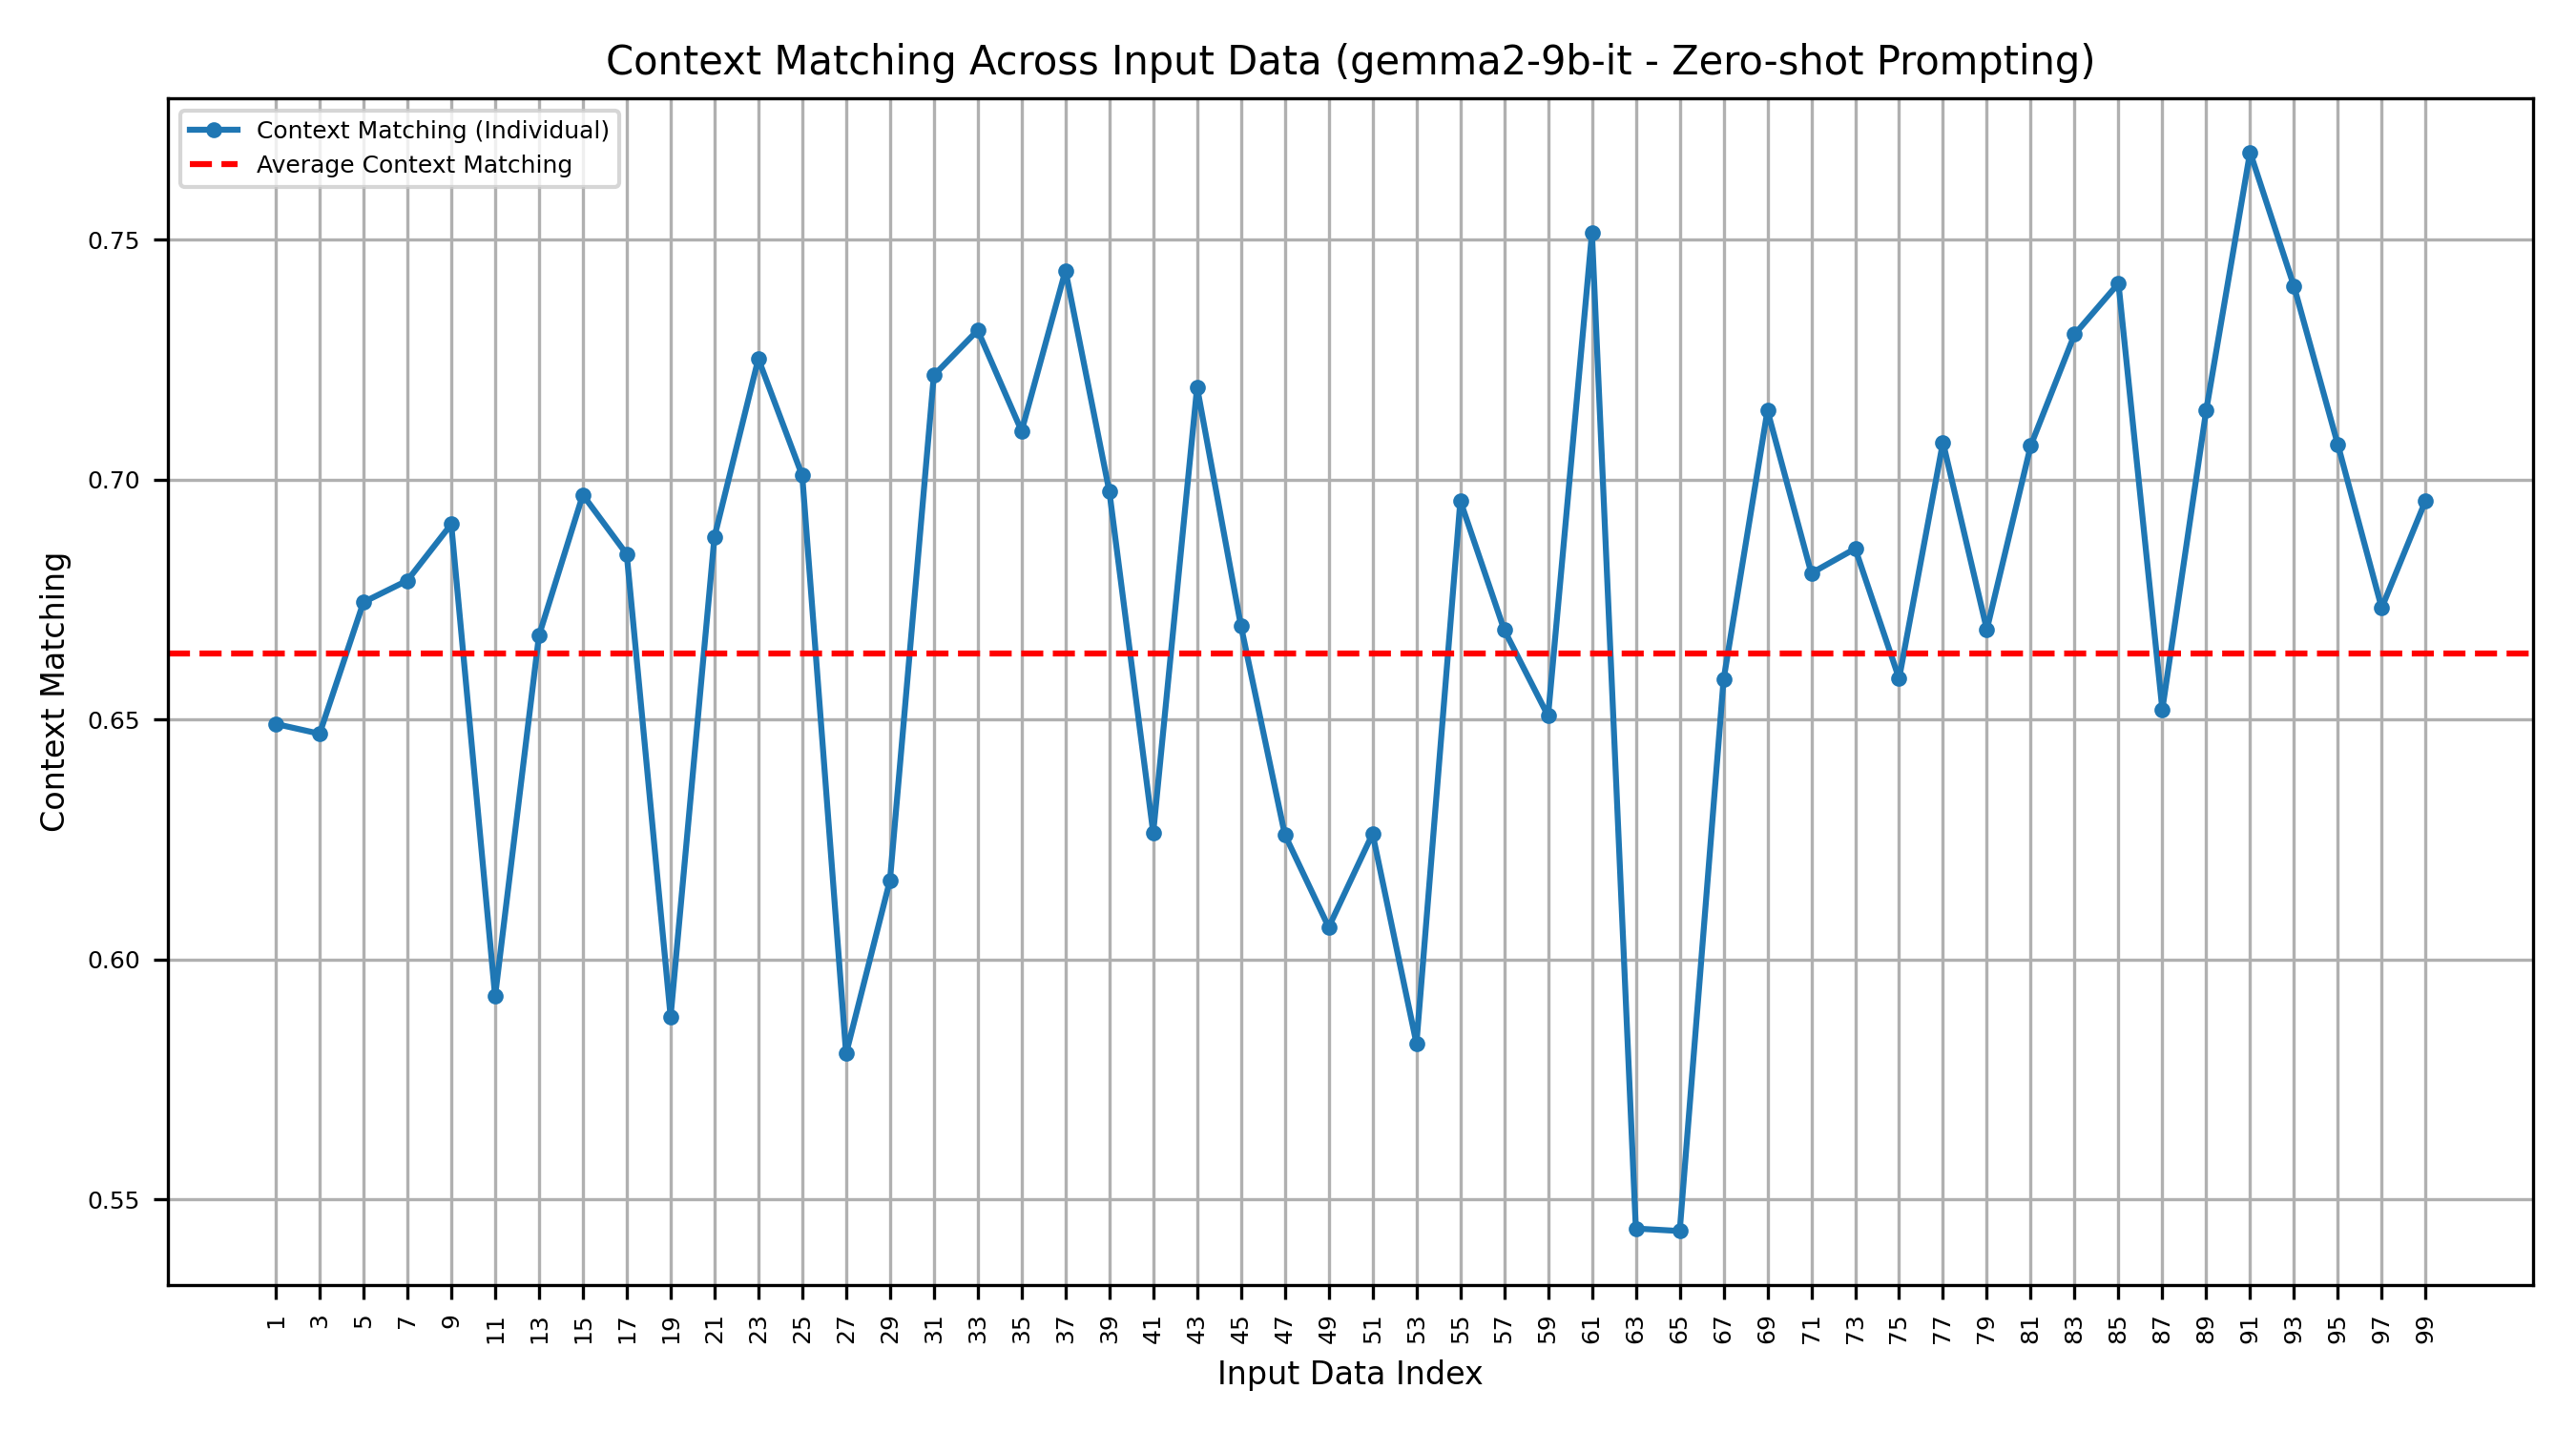 Context Matching Across Input Data (gemma2-9b-it - Zero-shot Prompting)
Context Matching (Individual)
Average Context Matching
Context Matching
0.75
0.70
0.65
0.60
0.55
1 3 5 7 9 11 13 15 17 19 21 23 25 27 29 31 33 35 37 39 41 43 45 47 49 51 53 55 57 59 61 63 65 67 69 71 73 75 77 79 81 83 85 87 89 91 93 95 97 99
Input Data Index